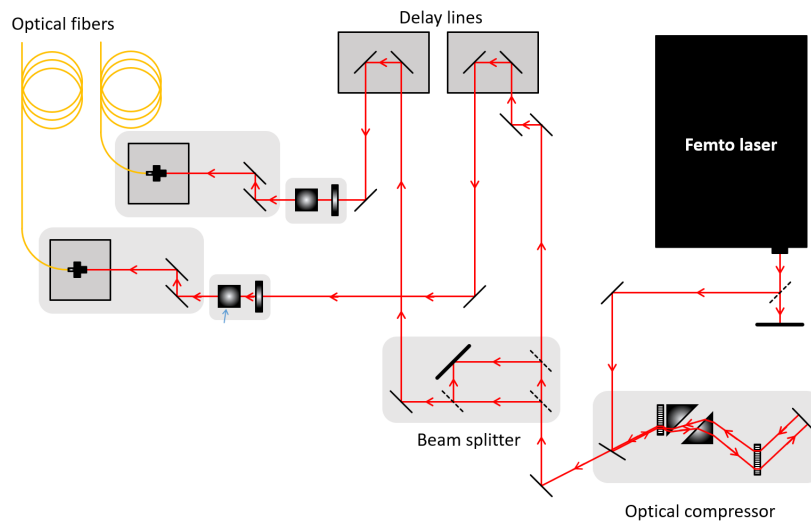 Optical fibers
Delay lines
Femto laser
Beam splitter
Optical compressor